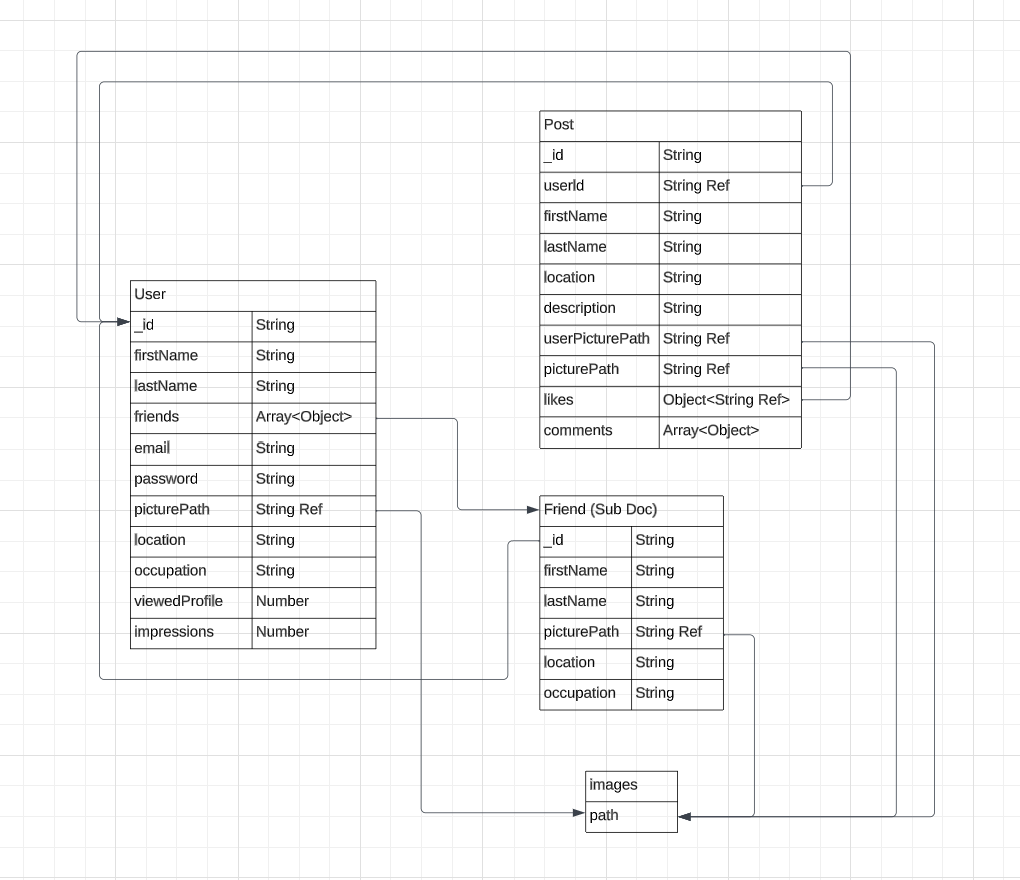 Post
_id String
userId String Ref
firstName String
lastName String
location String
description String
userPicturePath String Ref
picturePath String Ref
likes Object<String Ref>
comments Array<Object>
User
_id String
firstName String
lastName String
friends Array<Object>
email String
password String
picturePath String Ref
location String
occupation String
viewedProfile Number
impressions Number
Friend (Sub Doc)
_id String
firstName String
lastName String
picturePath String Ref
location String
occupation String
images
path